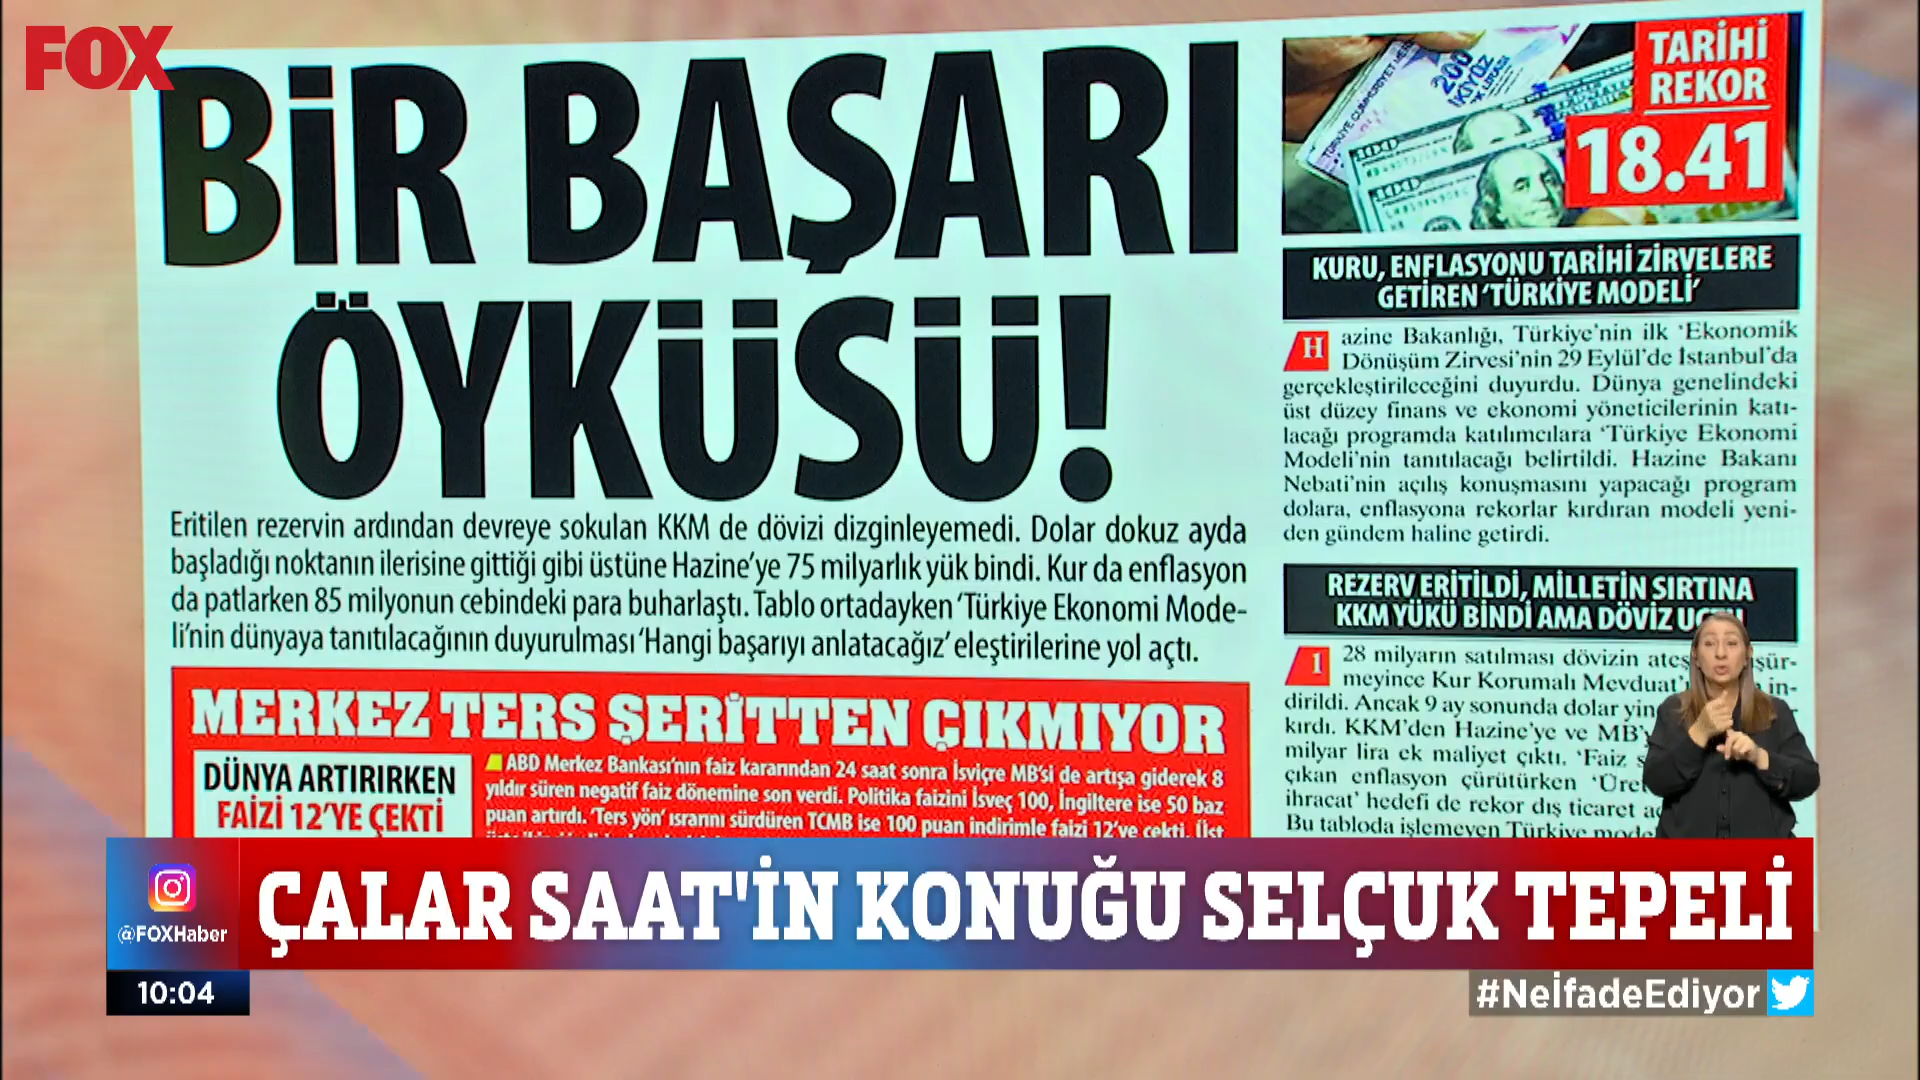 FOX
BİR BAŞARI
ÖYKÜSÜ!
Eritilen rezervin ardından devreye sokulan KKM de dövizi dizginleyemedi. Dolar dokuz ayda
başladığı noktanın ilerisine gittiği gibi üstüne Hazine'ye 75 milyarlık yük bindi. Kur da enflasyon
da patlarken 85 milyonun cebindeki para buharlaştı. Tablo ortadayken 'Türkiye Ekonomi Mode-
li'nin dünyaya tanıtılacağının duyurulması 'Hangi başarıyı anlatacağız' eleştirilerine yol açtı.
MERKEZ TERS ŞERİTTEN ÇIKMIYOR
DÜNYA ARTIRIRKEN
FAİZİ 12'YE ÇEKTİ
ABD Merkez Bankası'nın faiz kararından 24 saat sonra İsviçre MB'si de artışa giderek 8
yıldır süren negatif faiz dönemine son verdi. Politika faizini İsveç 100, İngiltere ise 50 baz
puan artırdı. 'Ters yön' ısrarını sürdüren TCMB ise 100 puan indirimle faizi 12'ye çekti. Üst
TARİHİ
REKOR
18.41
200
İKİYÜZ
100
100
KURU, ENFLASYONU TARİHİ ZİRVELERE
GETİREN 'TÜRKİYE MODELİ'
Hazine Bakanlığı, Türkiye'nin ilk 'Ekonomik
Dönüşüm Zirvesi'nin 29 Eylül'de İstanbul'da
gerçekleştirileceğini duyurdu. Dünya genelindeki
üst düzey finans ve ekonomi yöneticilerinin katı-
lacağı programda katılımcılara 'Türkiye Ekonomi
Modeli'nin tanıtılacağı belirtildi. Hazine Bakanı
Nebati'nin açılış konuşmasını yapacağı program
dolara, enflasyona rekorlar kırdıran modeli yeni-
den gündem haline getirdi.
REZERV ERİTİLDİ, MİLLETİN SIRTINA
KKM YÜKÜ BİNDİ AMA DÖVİZ
128 milyarın satılması dövizin
meyince Kur Korumalı Mevduat'
dirildi. Ancak 9 ay sonunda dolar
kırdı. KKM'den Hazine'ye ve MB'
milyar lira ek maliyet çıktı. 'Faiz
çıkan enflasyon çürütürken
ihracat' hedefi de rekor dış ticaret
Bu tabloda işlemeyen Türkiye
@FOXHaber
ÇALAR SAAT'İN KONUĞU SELÇUK TEPELİ
10:04
#NeİfadeEdiyor